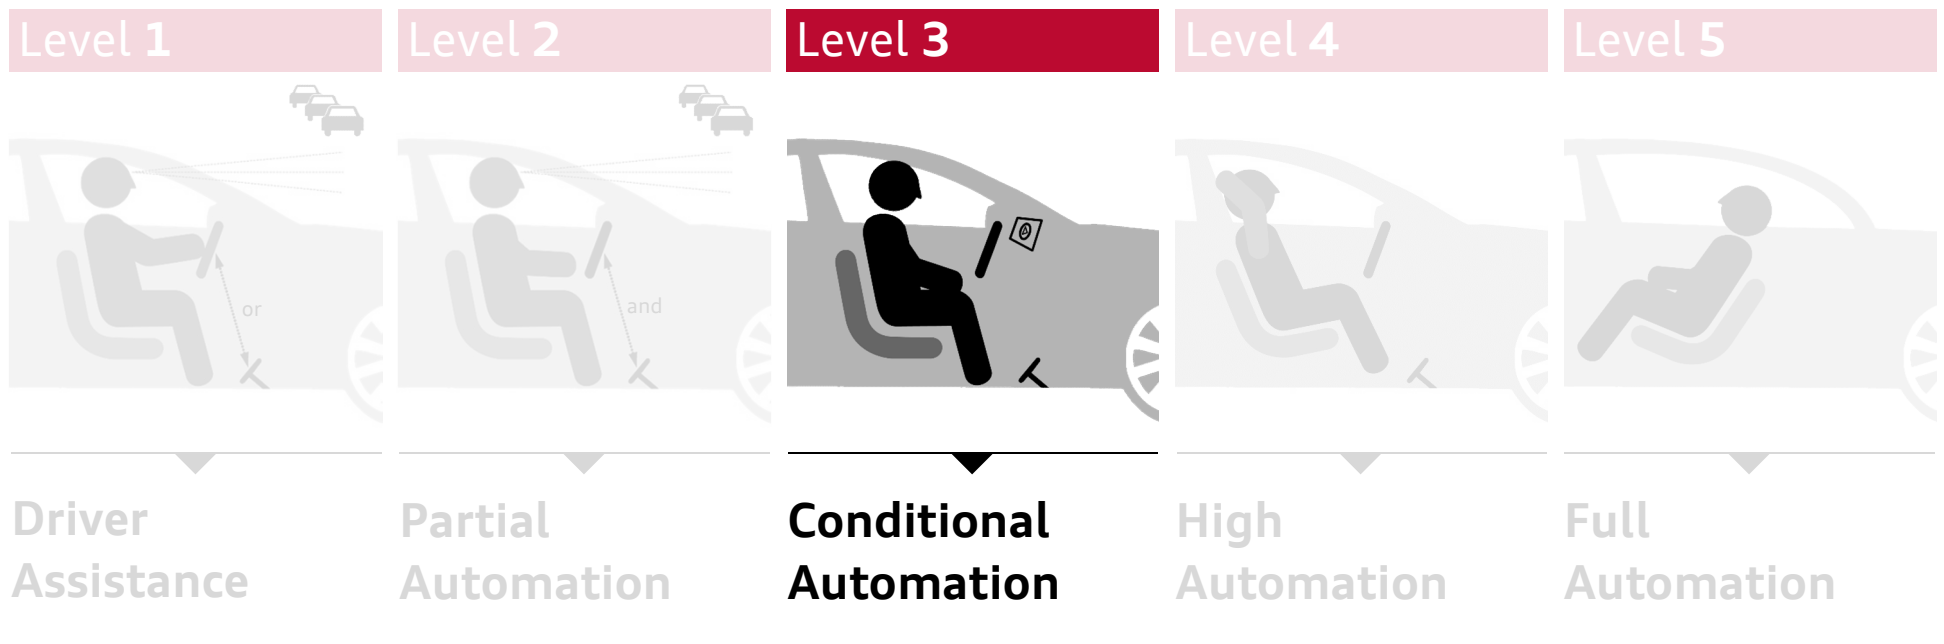 Level 1
Level 2
Level 3
Level 4
Level 5
or
and
Driver
Assistance
Partial
Automation
Conditional
Automation
High
Automation
Full
Automation